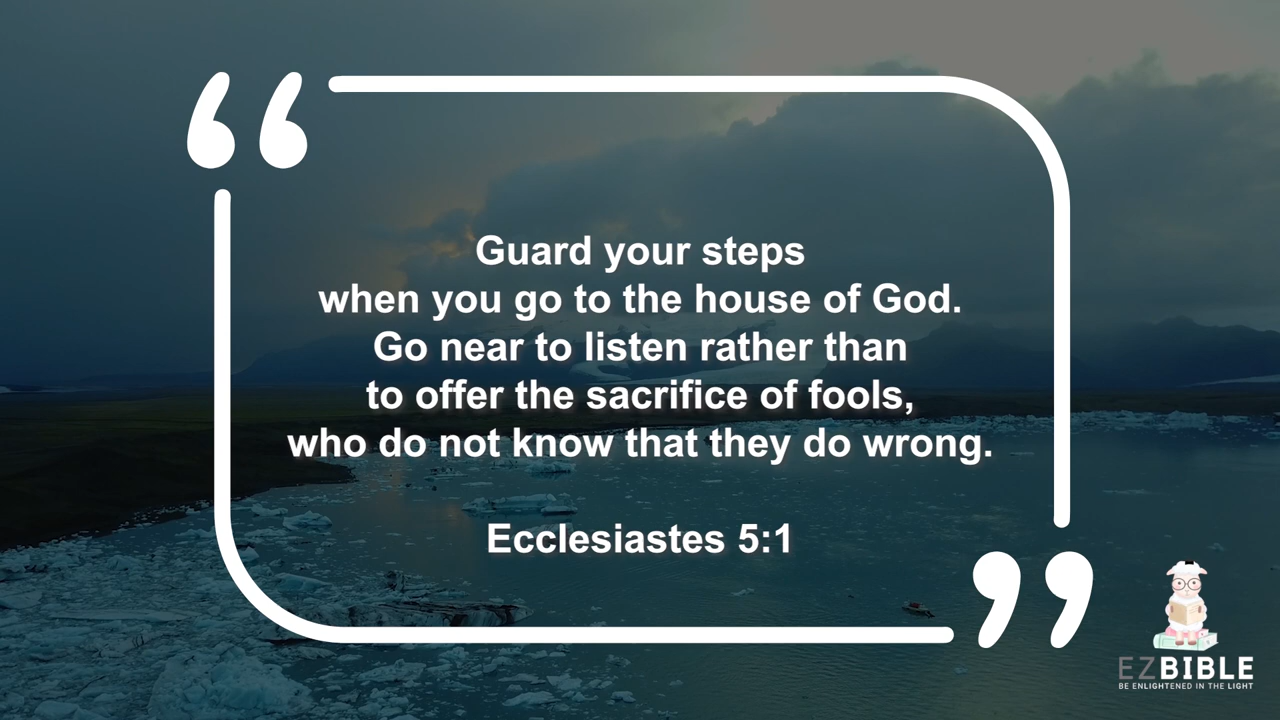 Guard your steps
when you go to the house of God.
Go near to listen rather than
to offer the sacrifice of fools,
who do not know that they do wrong.
Ecclesiastes 5:1
EZBIBLE
BE ENLIGHTENED IN THE LIGHT